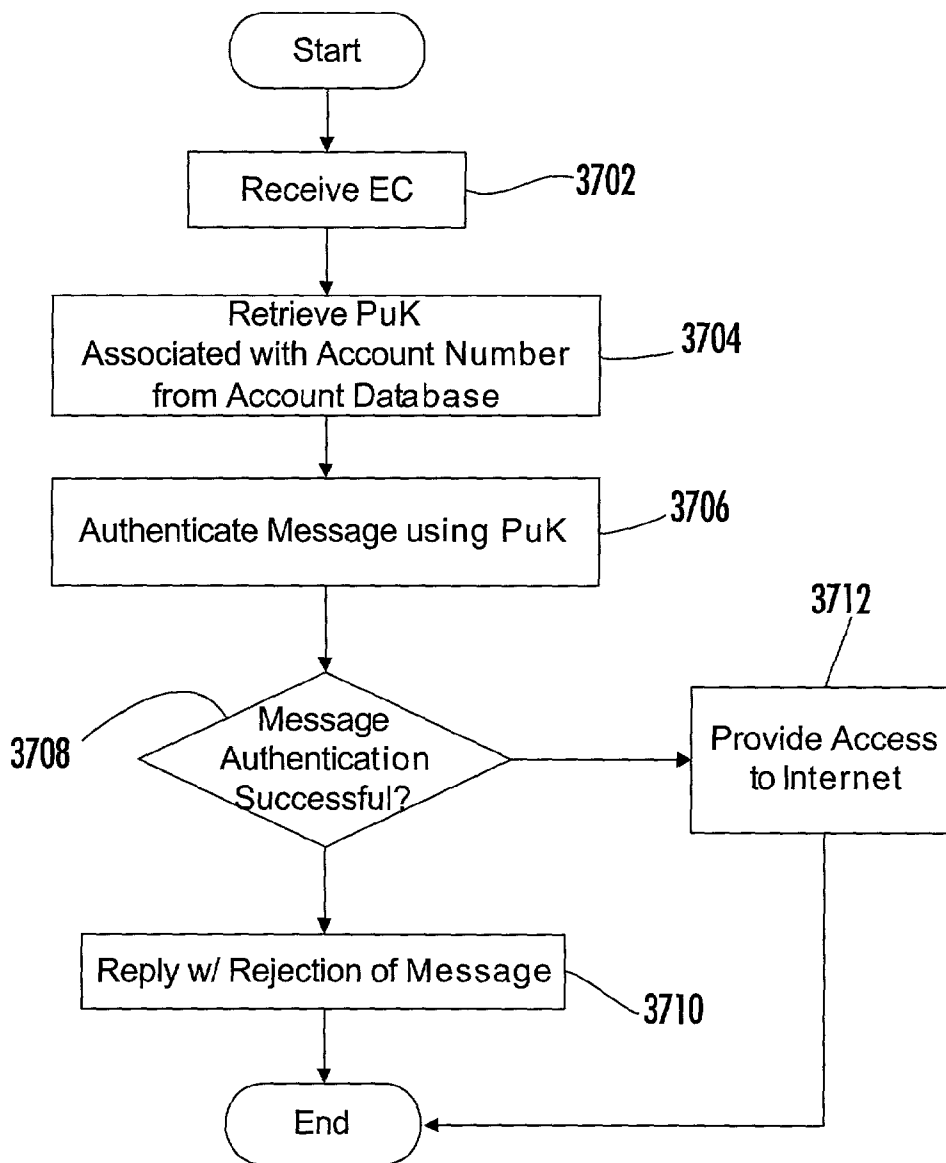 Start
Receive EC
3702
Retrieve PuK
Associated with Account Number
from Account Database
3704
Authenticate Message using PuK
3706
Message
Authentication
Successful?
3708
3712
Provide Access
to Internet
Reply w/ Rejection of Message
3710
End